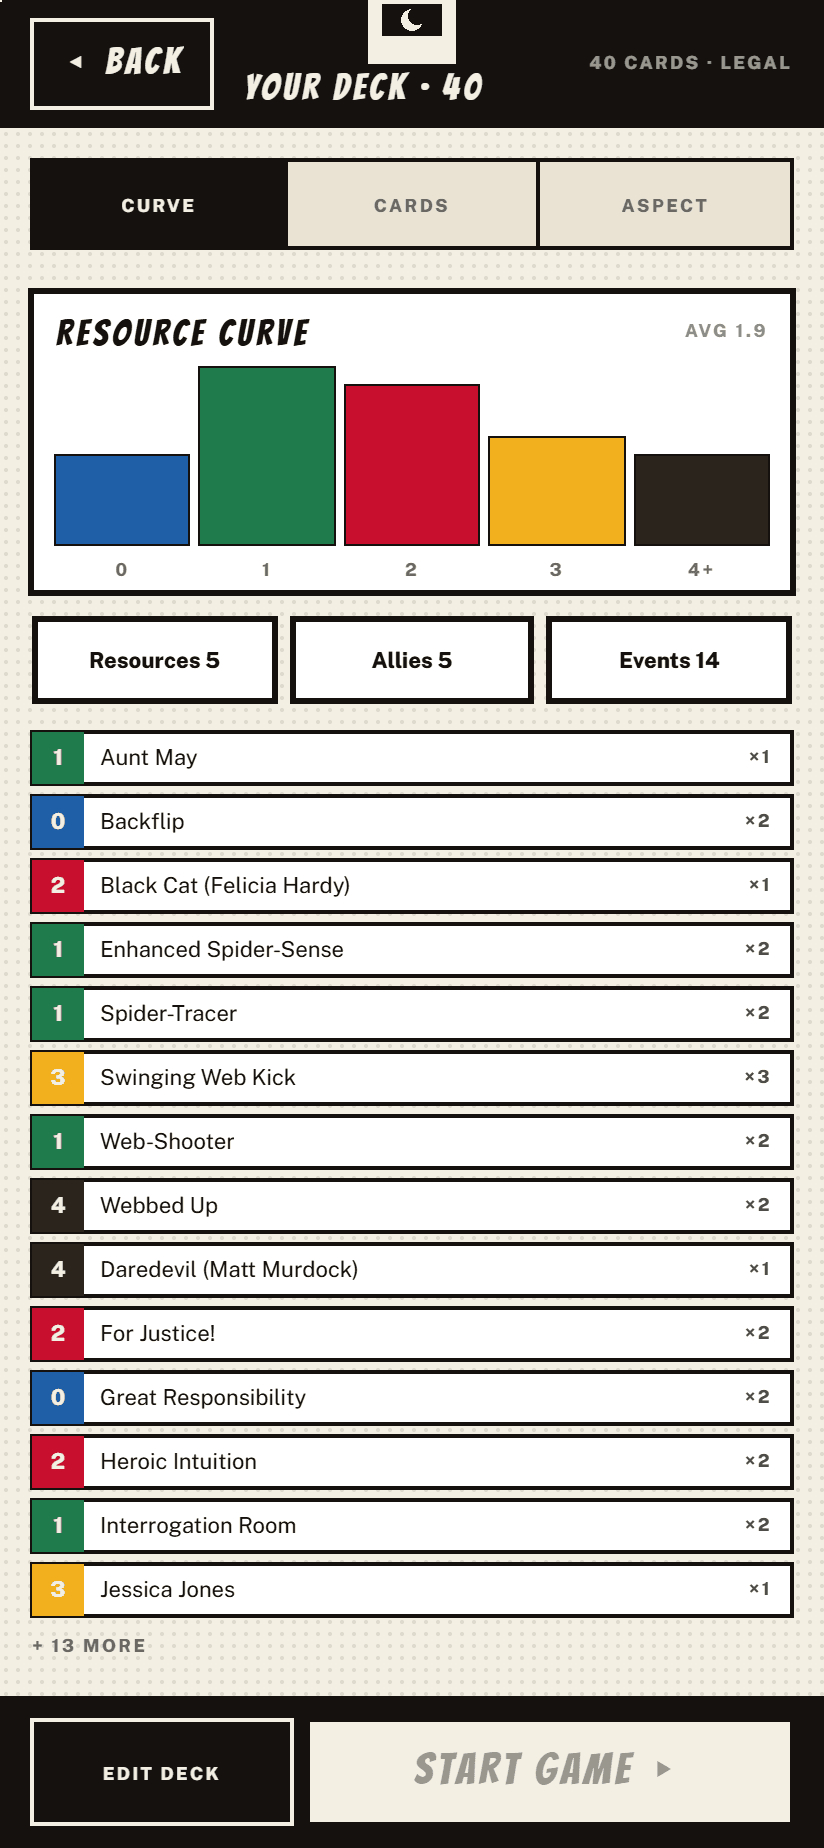 ◄ BACK
YOUR DECK · 40
40 CARDS · LEGAL
CURVE
CARDS
ASPECT
RESOURCE CURVE
AVG 1.9
0 1 2 3 4+
Resources 5
Allies 5
Events 14
1 Aunt May ×1
0 Backflip ×2
2 Black Cat (Felicia Hardy) ×1
1 Enhanced Spider-Sense ×2
1 Spider-Tracer ×2
3 Swinging Web Kick ×3
1 Web-Shooter ×2
4 Webbed Up ×2
4 Daredevil (Matt Murdock) ×1
2 For Justice! ×2
0 Great Responsibility ×2
2 Heroic Intuition ×2
1 Interrogation Room ×2
3 Jessica Jones ×1
+ 13 MORE
EDIT DECK
START GAME ►